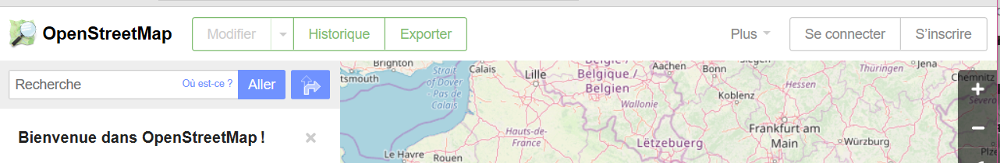 OpenStreetMap
Modifier
Historique
Exporter
Plus
Se connecter
S'inscrire
Recherche
Où est-ce ?
Aller
Bienvenue dans OpenStreetMap !
Brighton
tsmouth
Strait
of Dover
- Pas de
Calais
Calais
Lille
België /
Belgique /
Belgien
Aachen
Bonn
Siegen
Jena
Thüringen
Chemnitz
Hessen
Koblenz
Wallonie
Frankfurt am
Main
Würzburg
Hauts-de-
France
Lëtzebuerg
Le Havre
Rouen
+
−